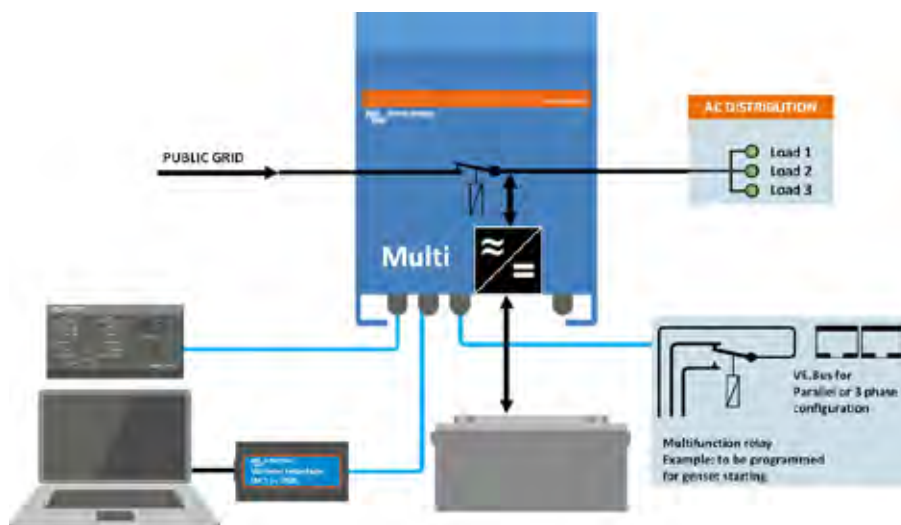 AC DISTRIBUTION
PUBLIC GRID
Load 1
Load 2
Load 3
Multi
VE.Bus for
Parallel or 3 phase
configuration
Multifunction relay
Example: to be programmed
for genset starting